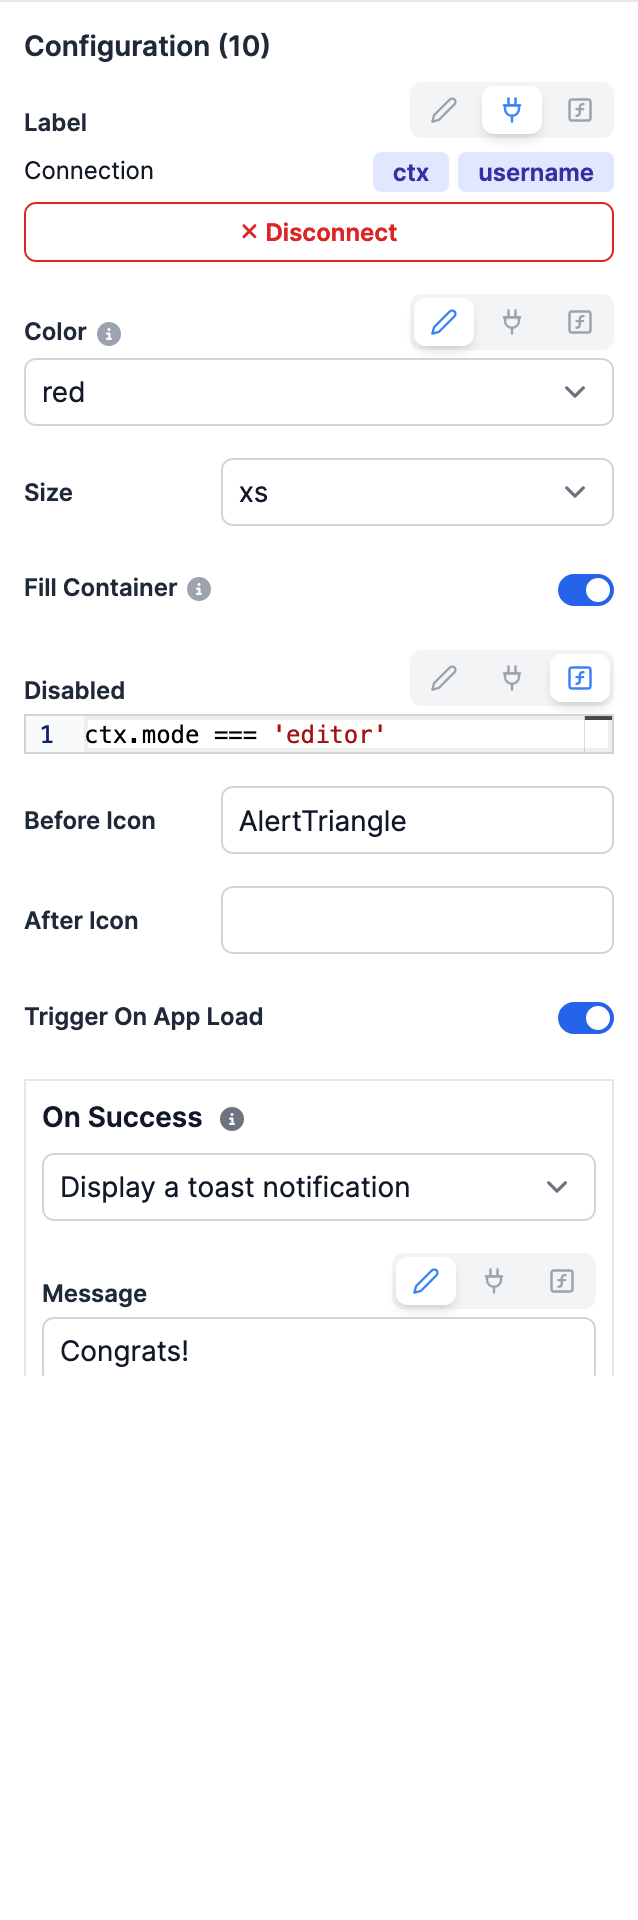 Configuration (10)
Label
Connection ctx username
× Disconnect
Color
red
Size xs
Fill Container
Disabled
1 ctx.mode === 'editor'
Before Icon AlertTriangle
After Icon
Trigger On App Load
On Success
Display a toast notification
Message
Congrats!